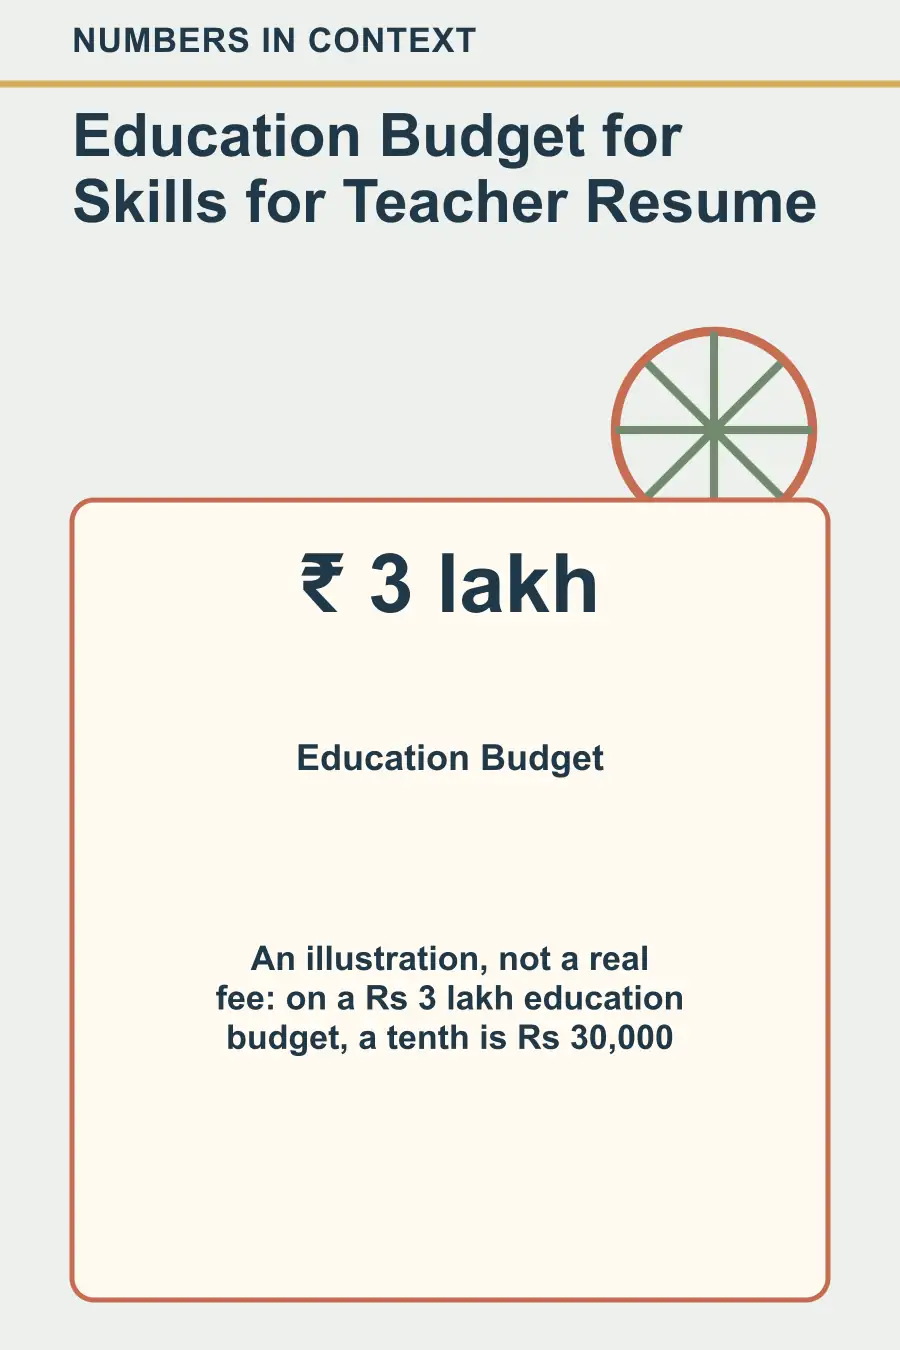 NUMBERS IN CONTEXT
Education Budget for
Skills for Teacher Resume
₹ 3 lakh
Education Budget
An illustration, not a real
fee: on a Rs 3 lakh education
budget, a tenth is Rs 30,000